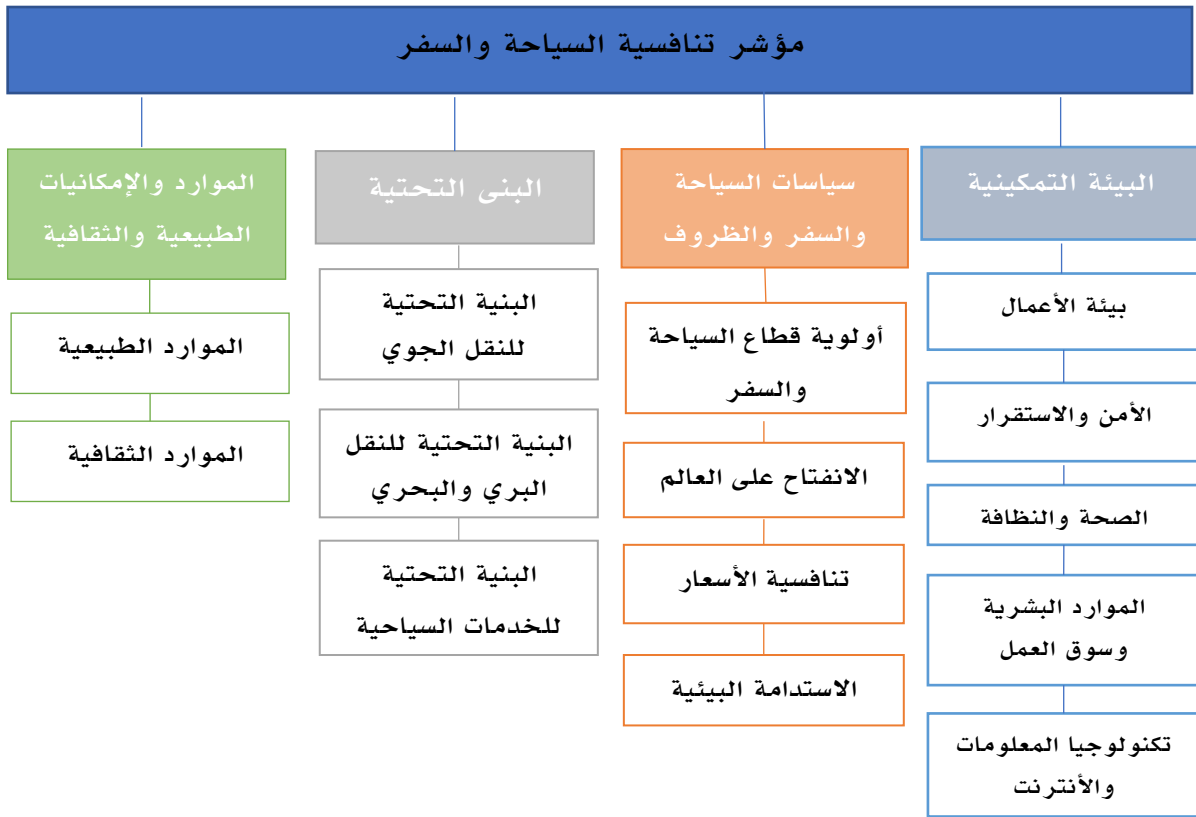 مؤشر تنافسية السياحة والسفر
البيئة التمكينية
بيئة الأعمال
الأمن والاستقرار
الصحة والنظافة
الموارد البشرية
وسوق العمل
تكنولوجيا المعلومات
والأنترنت
سياسات السياحة
والسفر والظروف
أولوية قطاع السياحة
والسفر
الانفتاح على العالم
تنافسية الأسعار
الاستدامة البيئية
البنى التحتية
البنية التحتية
للنقل الجوي
البنية التحتية للنقل
البري والبحري
البنية التحتية
للخدمات السياحية
الموارد والإمكانيات
الطبيعية والثقافية
الموارد الطبيعية
الموارد الثقافية